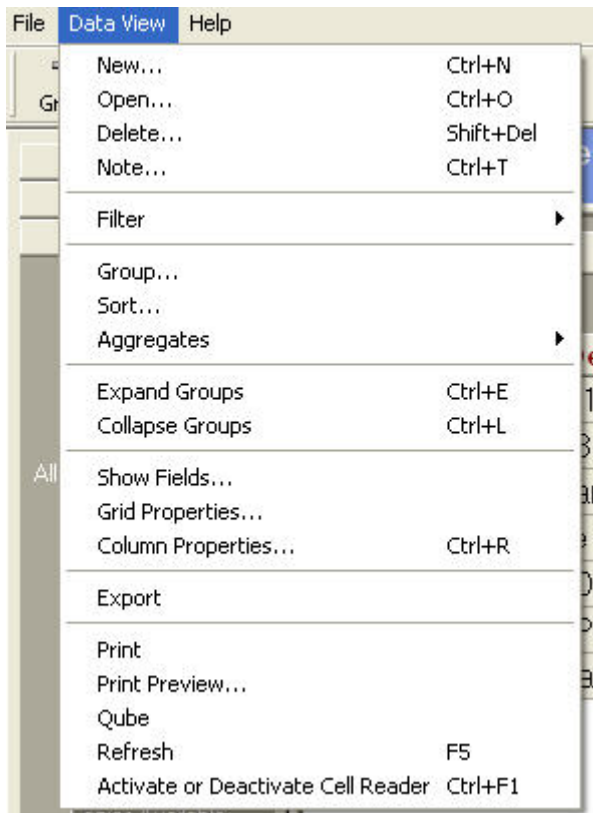 File Data View Help
New... Ctrl+N
Open... Ctrl+O
Delete... Shift+Del
Note... Ctrl+T
Filter
Group...
Sort...
Aggregates
Expand Groups Ctrl+E
Collapse Groups Ctrl+L
All
Show Fields...
Grid Properties...
Column Properties... Ctrl+R
Export
Print
Print Preview...
Qube
Refresh F5
Activate or Deactivate Cell Reader Ctrl+F1